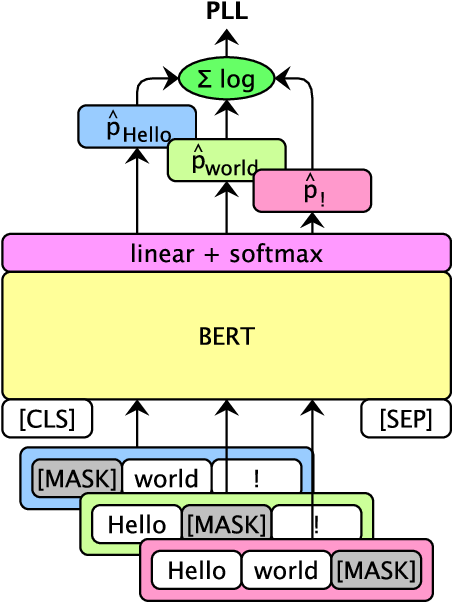 PLL
Σ log
p̂Hello
p̂world
p̂!
linear + softmax
BERT
[CLS] [SEP]
[MASK] world !
Hello [MASK] !
Hello world [MASK]